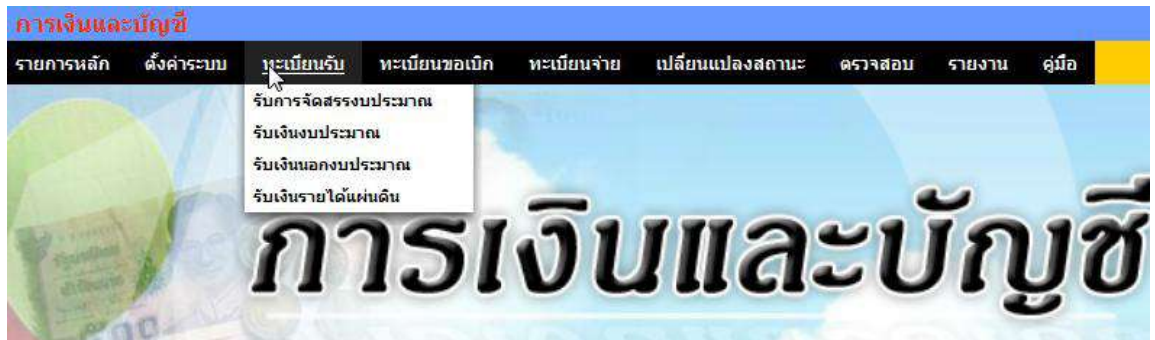 การเงินและบัญชี
รายการหลัก ตั้งค่าระบบ ทะเบียนรับ ทะเบียนขอเบิก ทะเบียนจ่าย เปลี่ยนแปลงสถานะ ตรวจสอบ รายงาน คู่มือ
รับการจัดสรรงบประมาณ
รับเงินงบประมาณ
รับเงินนอกงบประมาณ
รับเงินรายได้แผ่นดิน
การเงินและบัญชี